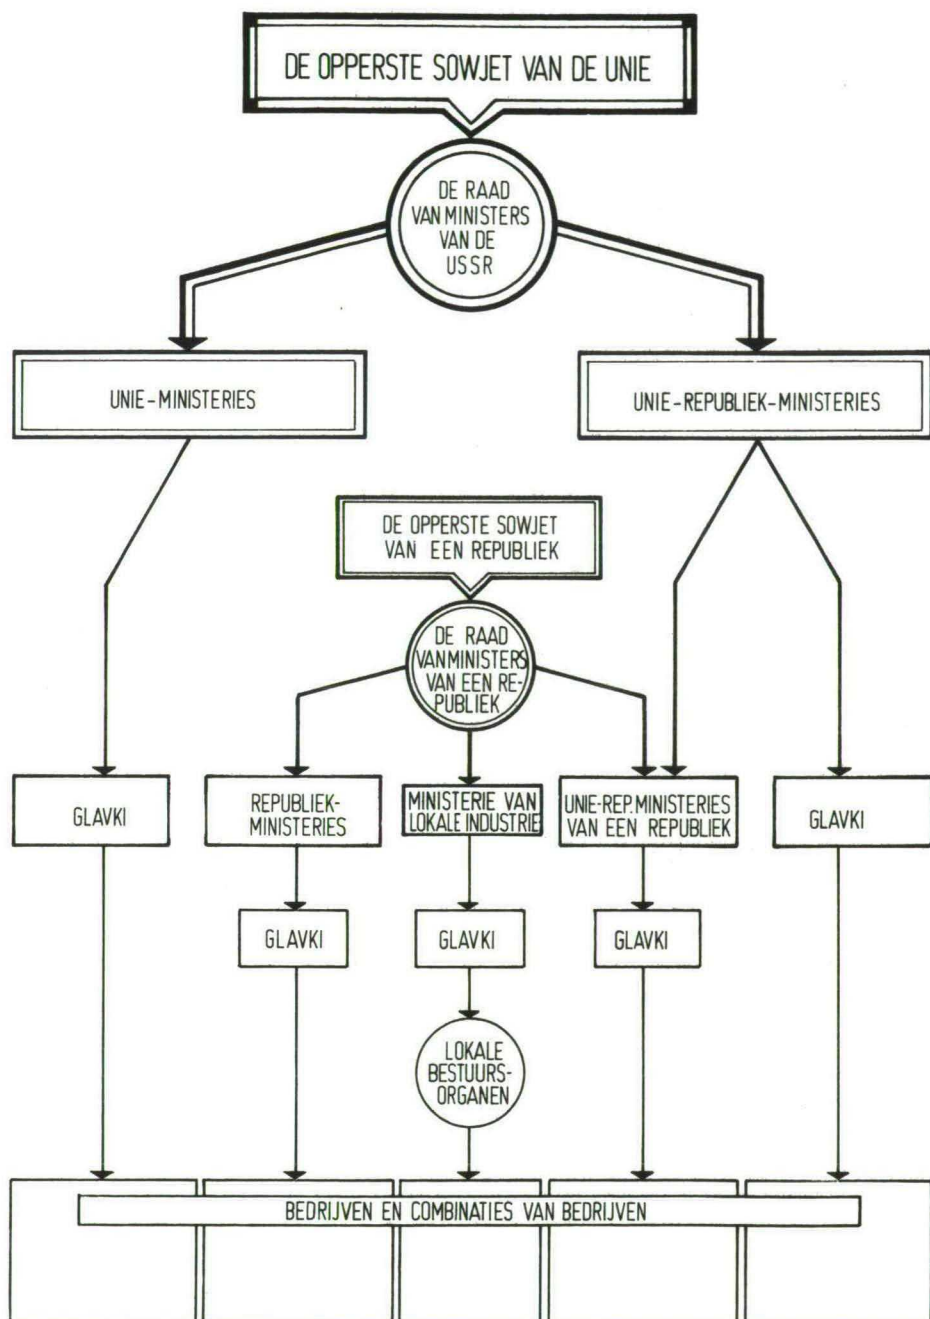 DE OPPERSTE SOWJET VAN DE UNIE
DE RAAD
VAN MINISTERS
VAN DE
USSR
UNIE-MINISTERIES
UNIE-REPUBLIEK-MINISTERIES
DE OPPERSTE SOWJET
VAN EEN REPUBLIEK
DE RAAD
VAN MINISTERS
VAN EEN RE-
PUBLIEK
GLAVKI
REPUBLIEK-
MINISTERIES
MINISTERIE VAN
LOKALE INDUSTRIE
UNIE-REP.MINISTERIES
VAN EEN REPUBLIEK
GLAVKI
GLAVKI
GLAVKI
GLAVKI
LOKALE
BESTUURS-
ORGANEN
BEDRIJVEN EN COMBINATIES VAN BEDRIJVEN